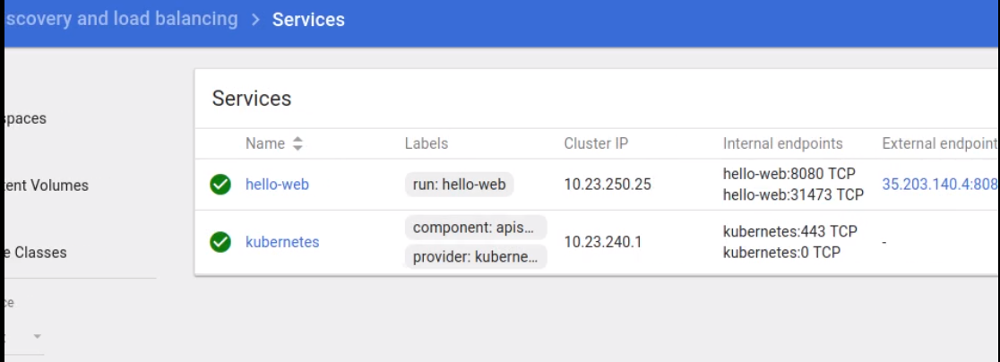 scovery and load balancing > Services
Services
spaces
Name Labels Cluster IP Internal endpoints External endpoint
tent Volumes
hello-web run: hello-web 10.23.250.25 hello-web:8080 TCP 35.203.140.4:808
hello-web:31473 TCP
kubernetes component: apis... 10.23.240.1 kubernetes:443 TCP -
provider: kuberne... kubernetes:0 TCP
e Classes
ce